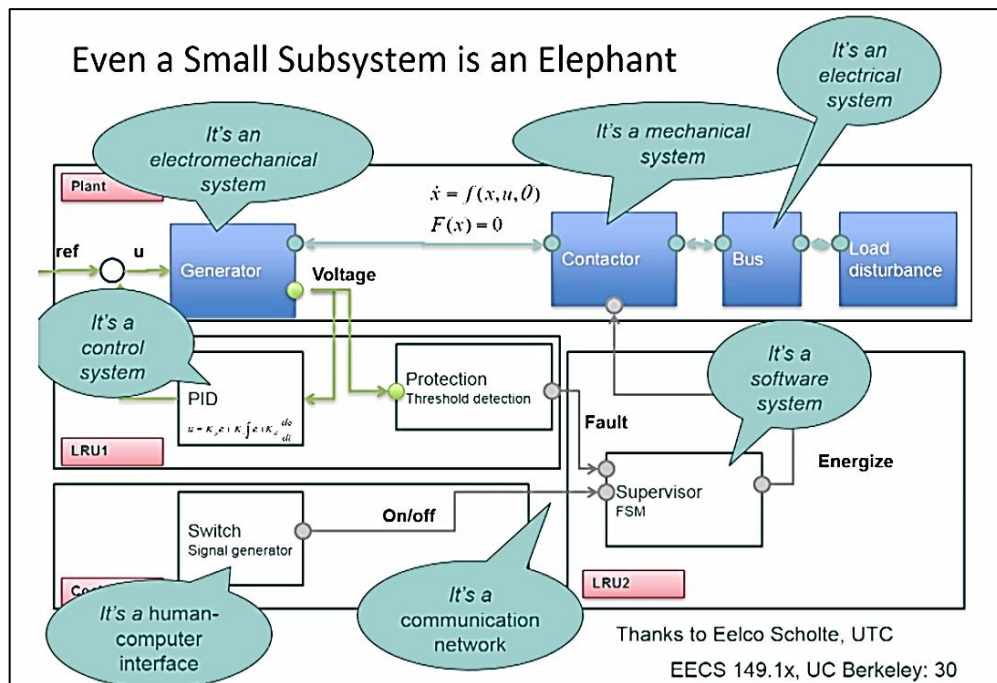 Even a Small Subsystem is an Elephant
It's an
electrical
system
It's an
electromechanical
system
It's a mechanical
system
Plant
ẋ = f(x,u,θ)
F(x) = 0
ref
u
Generator
Voltage
Contactor
Bus
Load
disturbance
It's a
control
system
PID
Protection
Threshold detection
LRU1
Fault
It's a
software
system
Supervisor
FSM
Energize
On/off
Switch
Signal generator
It's a human-
computer
interface
It's a
communication
network
LRU2
Thanks to Eelco Scholte, UTC
EECS 149.1x, UC Berkeley: 30